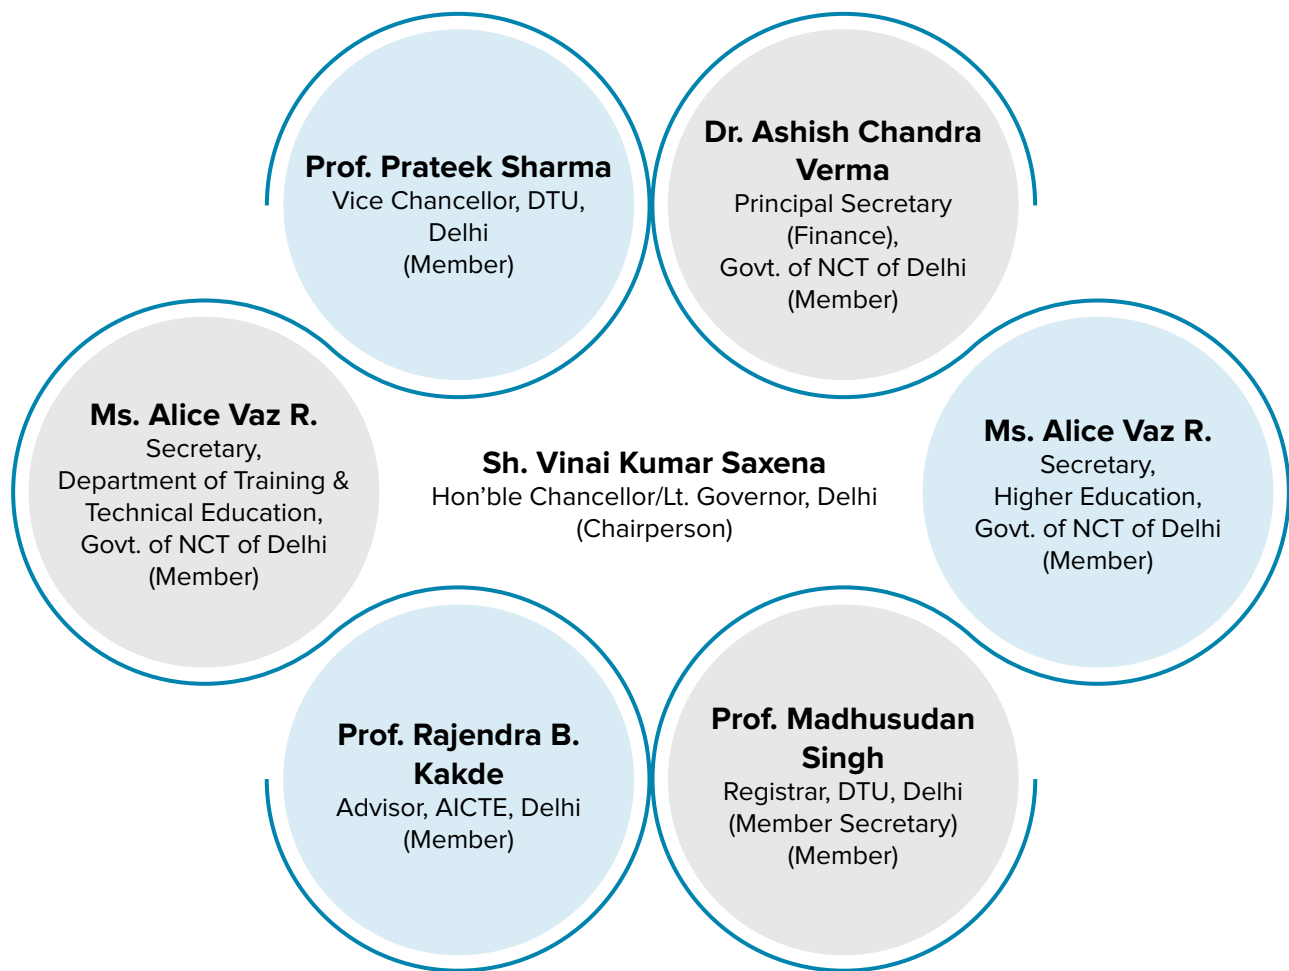 Prof. Prateek Sharma
Vice Chancellor, DTU,
Delhi
(Member)
Dr. Ashish Chandra
Verma
Principal Secretary
(Finance),
Govt. of NCT of Delhi
(Member)
Ms. Alice Vaz R.
Secretary,
Department of Training &
Technical Education,
Govt. of NCT of Delhi
(Member)
Sh. Vinai Kumar Saxena
Hon’ble Chancellor/Lt. Governor, Delhi
(Chairperson)
Ms. Alice Vaz R.
Secretary,
Higher Education,
Govt. of NCT of Delhi
(Member)
Prof. Rajendra B.
Kakde
Advisor, AICTE, Delhi
(Member)
Prof. Madhusudan
Singh
Registrar, DTU, Delhi
(Member Secretary)
(Member)